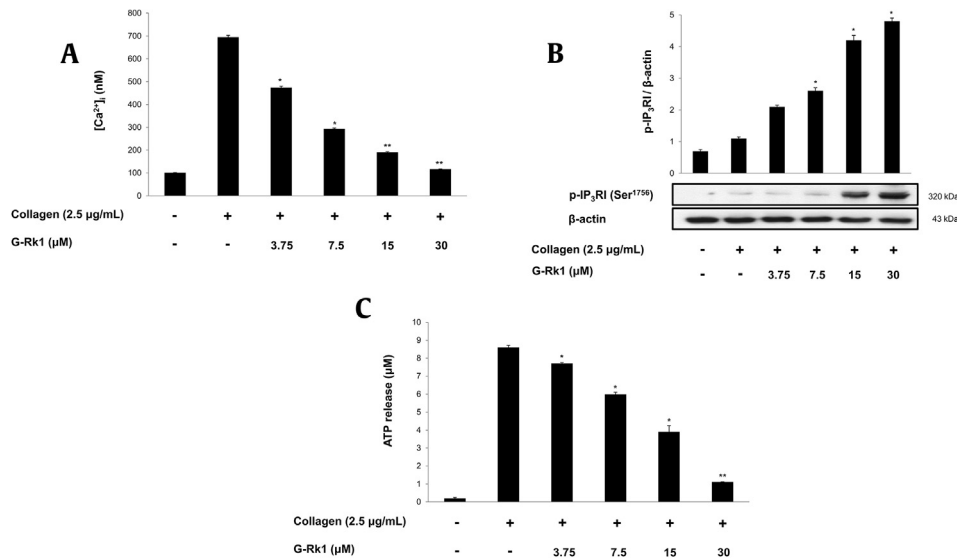 A
[Ca²⁺]ᵢ (nM)
800
700
600
500
400
300
200
100
0
* * ** **
Collagen (2.5 µg/mL) - + + + + +
G-Rk1 (µM) - - 3.75 7.5 15 30
B
p-IP₃RI / β-actin
5
4
3
2
1
0
* * *
p-IP₃RI (Ser¹⁷⁵⁶) 320 kDa
β-actin 43 kDa
Collagen (2.5 µg/mL) - + + + + +
G-Rk1 (µM) - - 3.75 7.5 15 30
C
ATP release (µM)
10
9
8
7
6
5
4
3
2
1
0
* * * **
Collagen (2.5 µg/mL) - + + + + +
G-Rk1 (µM) - - 3.75 7.5 15 30